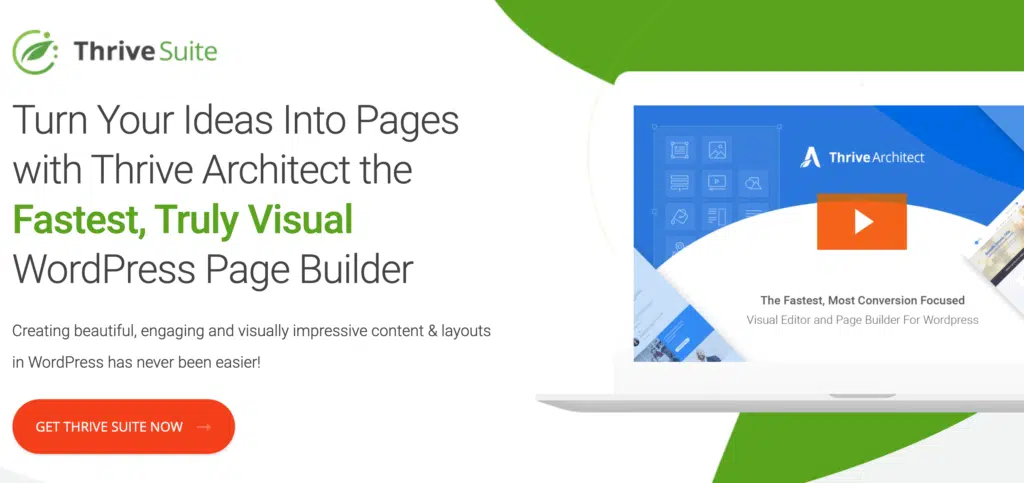 Thrive Suite
Turn Your Ideas Into Pages
with Thrive Architect the
Fastest, Truly Visual
WordPress Page Builder
Creating beautiful, engaging and visually impressive content & layouts
in WordPress has never been easier!
GET THRIVE SUITE NOW
Thrive Architect
The Fastest, Most Conversion Focused
Visual Editor and Page Builder For Wordpress